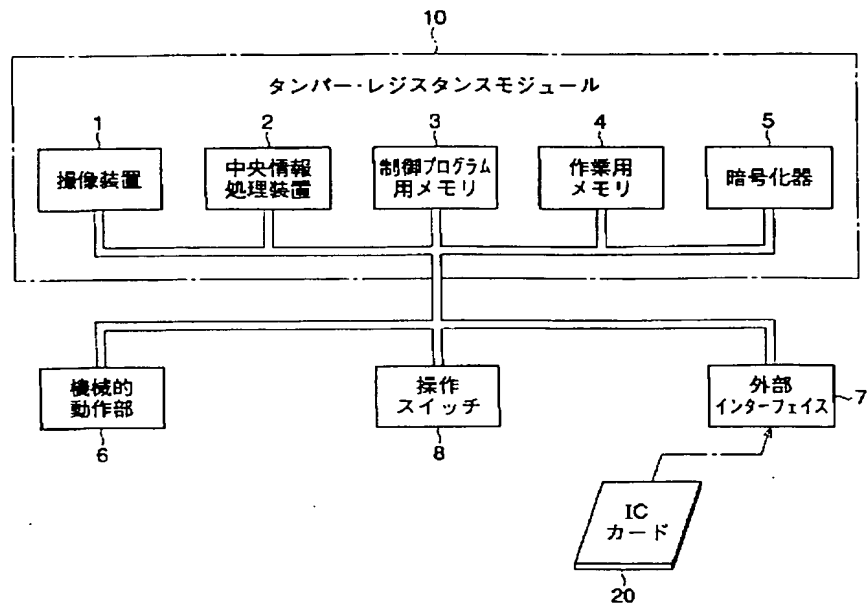 10
タンパー・レジスタンスモジュール
1
2
3
4
5
撮像装置
中央情報
処理装置
制御プログラム
用メモリ
作業用
メモリ
暗号化器
機械的
動作部
操作
スイッチ
外部
インターフェイス
7
6
8
IC
カード
20